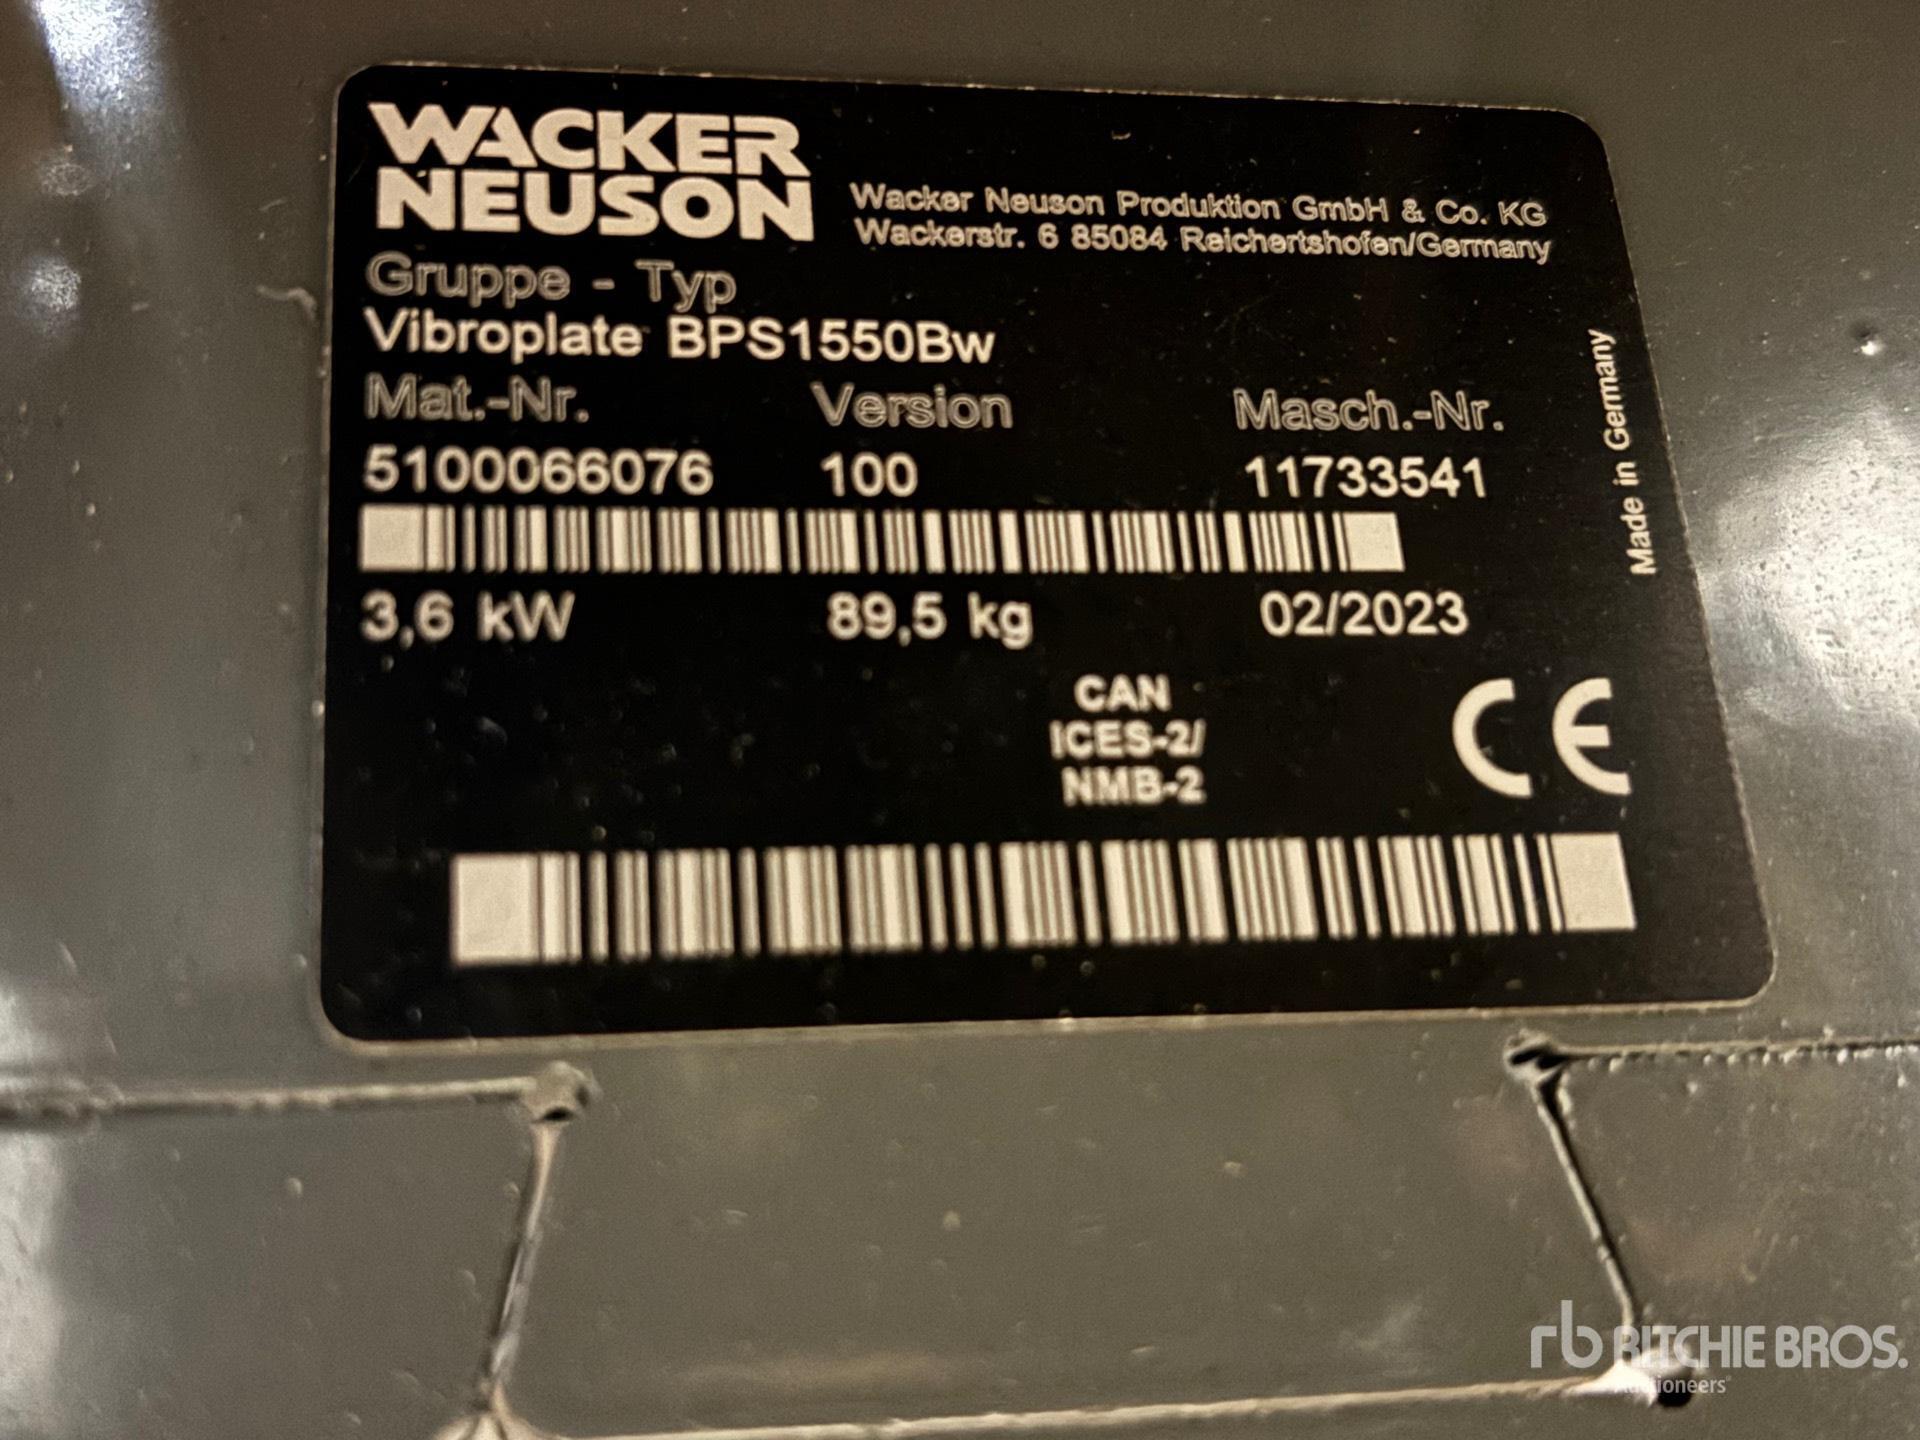 WACKER
NEUSON
Wacker Neuson Produktion GmbH & Co. KG
Wackerstr. 6 85084 Reichertshofen/Germany
Gruppe - Typ
Vibroplate BPS1550Bw
Mat.-Nr. Version Masch.-Nr.
5100066076 100 11733541
3,6 kW 89,5 kg 02/2023
Made in Germany
CAN
ICES-2/
NMB-2
CE
rb RITCHIE BROS.
Auctioneers